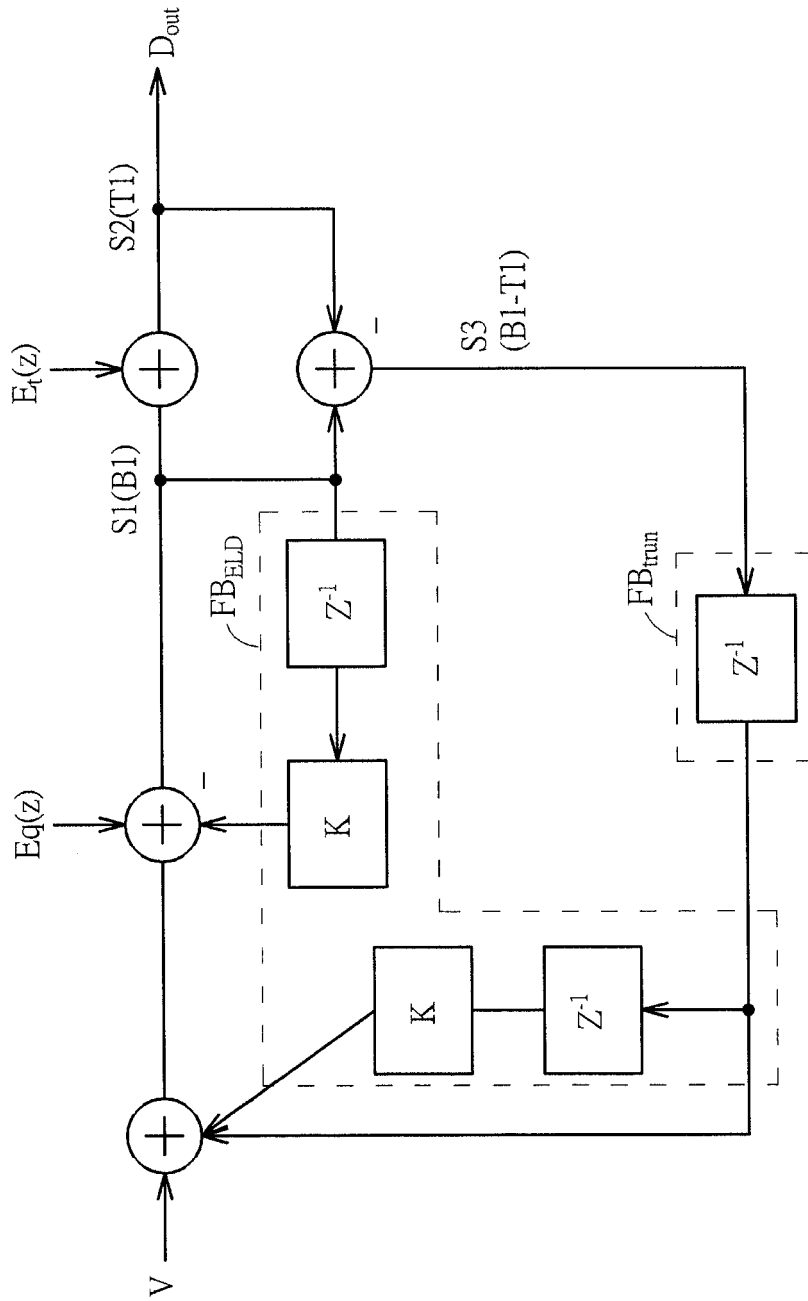 V
Eq(z)
E_t(z)
S1(B1)
S2(T1)
D_out
+
+
+
−
K
Z^-1
FB_ELD
+
−
K
Z^-1
S3
(B1-T1)
FB_trun
Z^-1